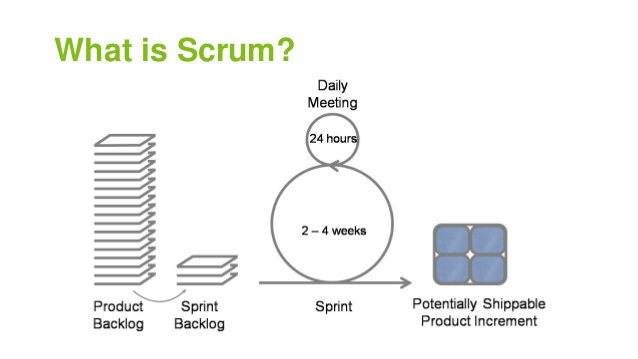 What is Scrum?
Daily
Meeting
24 hours
2 – 4 weeks
Product
Backlog
Sprint
Backlog
Sprint
Potentially Shippable
Product Increment